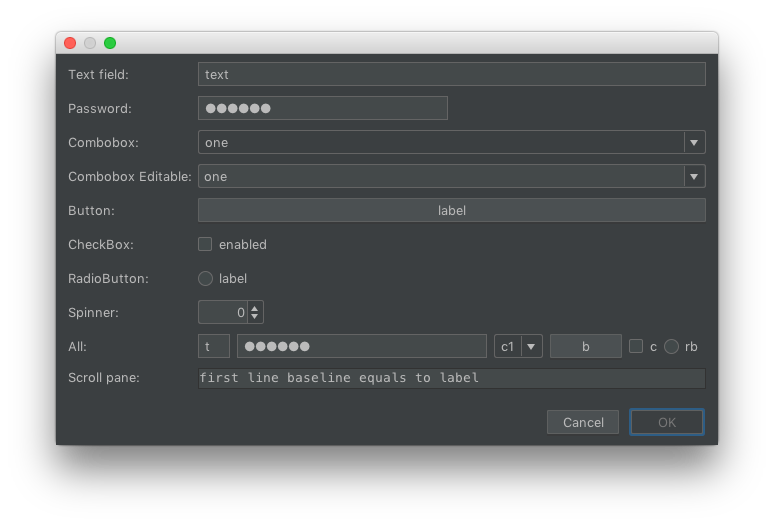 Text field: text
Password: ●●●●●●
Combobox: one
Combobox Editable: one
Button: label
CheckBox: enabled
RadioButton: label
Spinner: 0
All: t ●●●●●● c1 b c rb
Scroll pane: first line baseline equals to label
Cancel OK